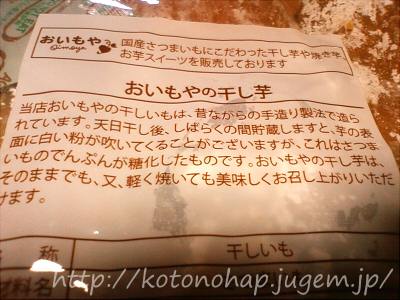 おいもや
Oimoya
国産さつまいもにこだわった干し芋や焼き芋、
お芋スイーツを販売しております
おいもやの干し芋
当店おいもやの干しいもは、昔ながらの手造り製法で造ら
れています。天日干し後、しばらくの間貯蔵しますと、芋の表
面に白い粉が吹いてくることがございますが、これはさつま
いものでんぷんが糖化したものです。おいもやの干し芋は、
そのままでも、又、軽く焼いても美味しくお召し上がりいただ
けます。
称 干しいも
http://kotonohap.jugem.jp/